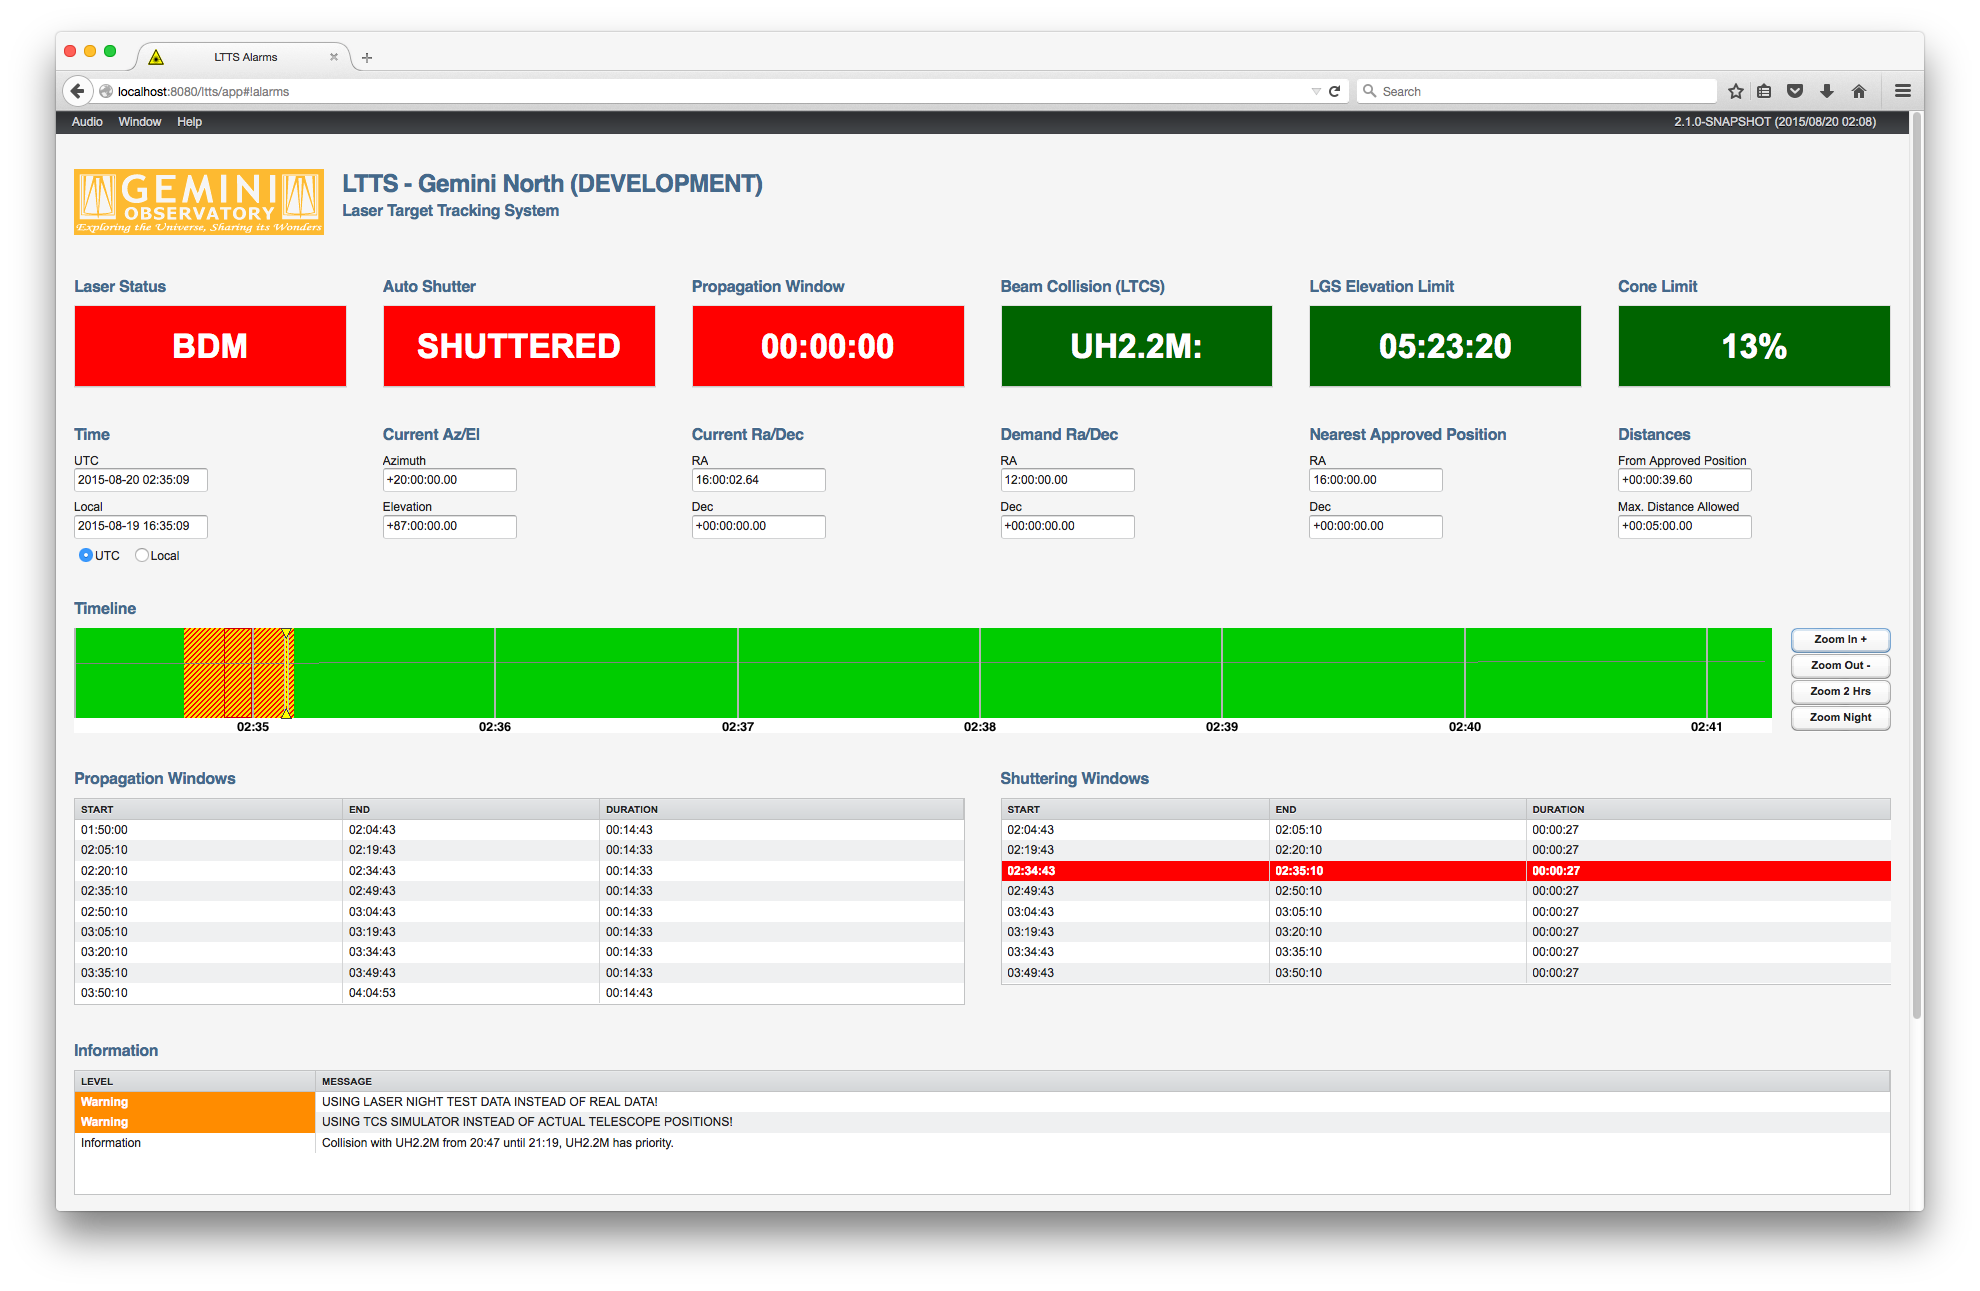 LTTS Alarms
localhost:8080/ltts/app#!alarms
Search
Audio Window Help
2.1.0-SNAPSHOT (2015/08/20 02:08)
GEMINI
OBSERVATORY
Exploring the Universe, Sharing its Wonders
LTTS - Gemini North (DEVELOPMENT)
Laser Target Tracking System
Laser Status Auto Shutter Propagation Window Beam Collision (LTCS) LGS Elevation Limit Cone Limit
BDM SHUTTERED 00:00:00 UH2.2M: 05:23:20 13%
Time Current Az/El Current Ra/Dec Demand Ra/Dec Nearest Approved Position Distances
UTC Azimuth RA RA RA From Approved Position
2015-08-20 02:35:09 +20:00:00.00 16:00:02.64 12:00:00.00 16:00:00.00 +00:00:39.60
Local Elevation Dec Dec Dec Max. Distance Allowed
2015-08-19 16:35:09 +87:00:00.00 +00:00:00.00 +00:00:00.00 +00:00:00.00 +00:05:00.00
UTC Local
Timeline
Zoom In +
Zoom Out -
Zoom 2 Hrs
Zoom Night
02:35 02:36 02:37 02:38 02:39 02:40 02:41
Propagation Windows
START END DURATION
01:50:00 02:04:43 00:14:43
02:05:10 02:19:43 00:14:33
02:20:10 02:34:43 00:14:33
02:35:10 02:49:43 00:14:33
02:50:10 03:04:43 00:14:33
03:05:10 03:19:43 00:14:33
03:20:10 03:34:43 00:14:33
03:35:10 03:49:43 00:14:33
03:50:10 04:04:53 00:14:43
Shuttering Windows
START END DURATION
02:04:43 02:05:10 00:00:27
02:19:43 02:20:10 00:00:27
02:34:43 02:35:10 00:00:27
02:49:43 02:50:10 00:00:27
03:04:43 03:05:10 00:00:27
03:19:43 03:20:10 00:00:27
03:34:43 03:35:10 00:00:27
03:49:43 03:50:10 00:00:27
Information
LEVEL MESSAGE
Warning USING LASER NIGHT TEST DATA INSTEAD OF REAL DATA!
Warning USING TCS SIMULATOR INSTEAD OF ACTUAL TELESCOPE POSITIONS!
Information Collision with UH2.2M from 20:47 until 21:19, UH2.2M has priority.